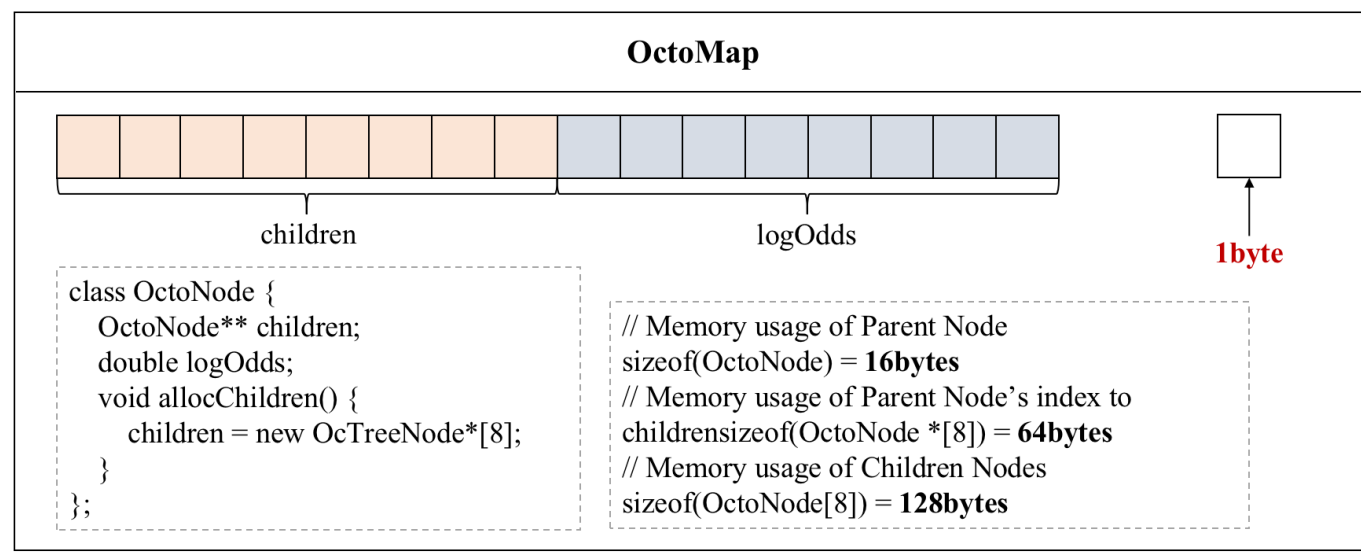 OctoMap
children
logOdds
1byte
class OctoNode {
OctoNode** children;
double logOdds;
void allocChildren() {
children = new OcTreeNode*[8];
}
};
// Memory usage of Parent Node
sizeof(OctoNode) = 16bytes
// Memory usage of Parent Node’s index to
childrensizeof(OctoNode *[8]) = 64bytes
// Memory usage of Children Nodes
sizeof(OctoNode[8]) = 128bytes